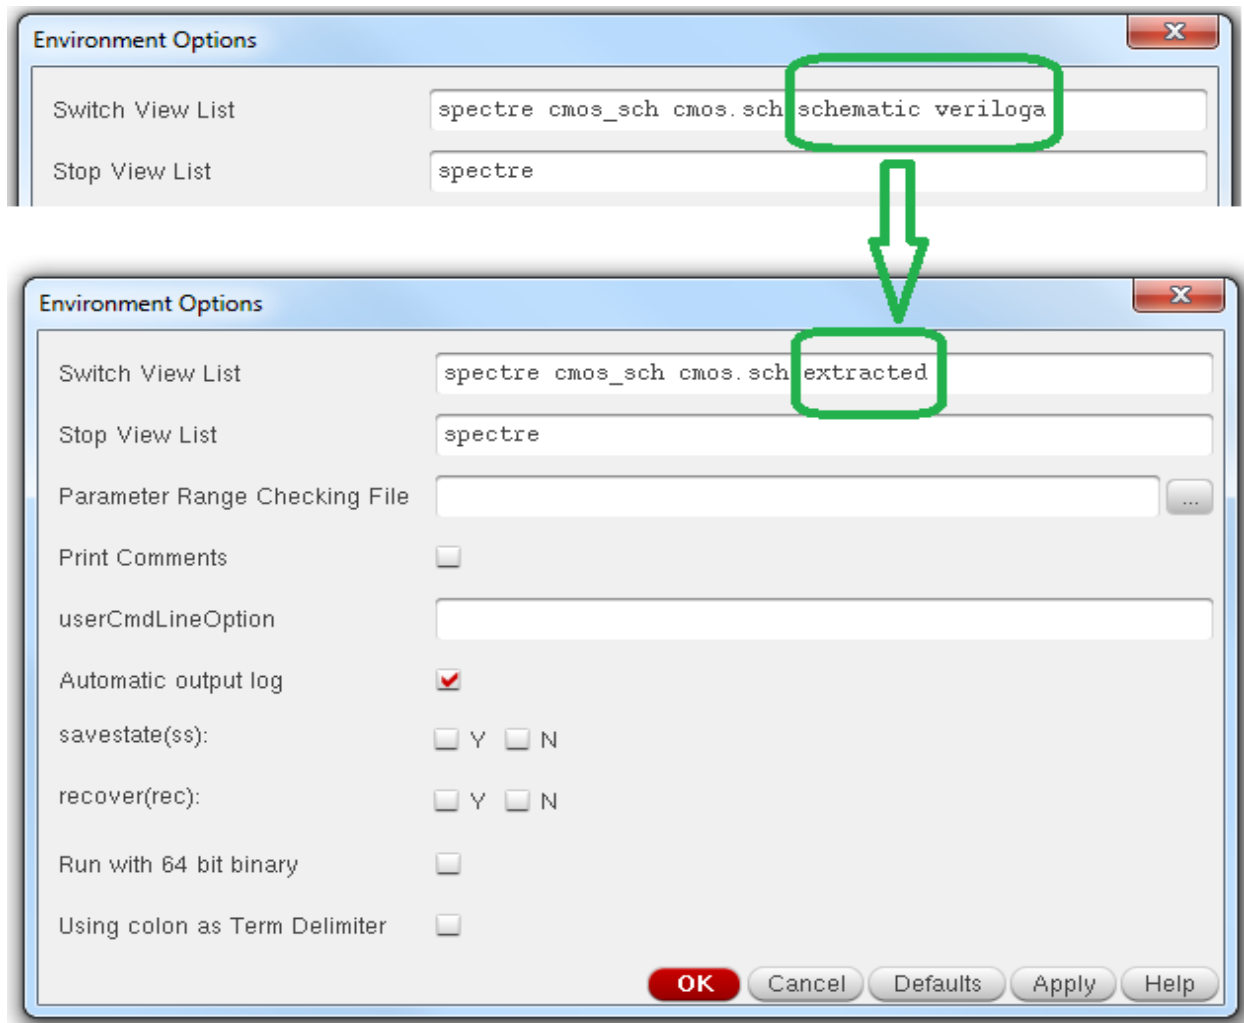 Environment Options
Switch View List spectre cmos_sch cmos.sch schematic veriloga
Stop View List spectre
Environment Options
Switch View List spectre cmos_sch cmos.sch extracted
Stop View List spectre
Parameter Range Checking File ...
Print Comments
userCmdLineOption
Automatic output log
savestate(ss): Y N
recover(rec): Y N
Run with 64 bit binary
Using colon as Term Delimiter
OK Cancel Defaults Apply Help